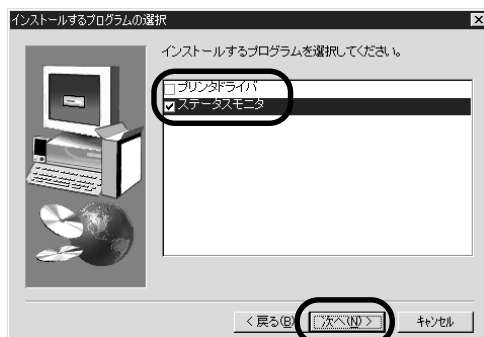 インストールするプログラムの選択
インストールするプログラムを選択してください。
プリンタドライバ
ステータスモニタ
< 戻る(B)
次へ(N) >
キャンセル